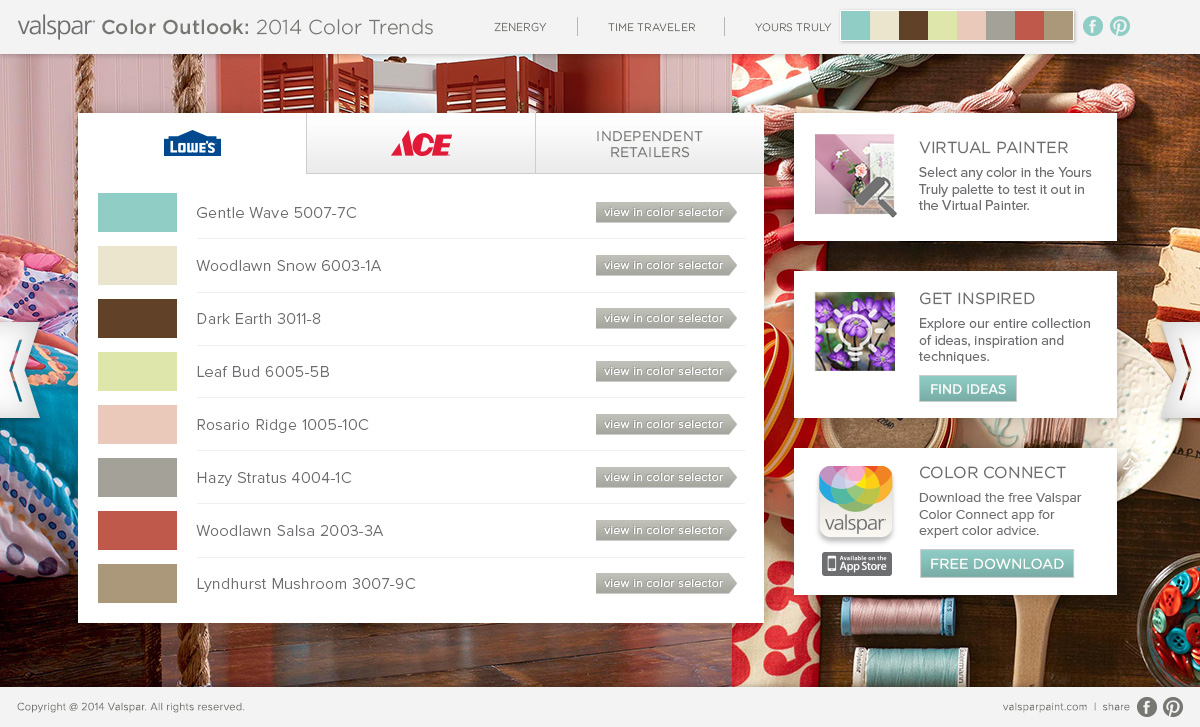 valspar Color Outlook: 2014 Color Trends
ZENERGY
TIME TRAVELER
YOURS TRULY
LOWE'S
ACE
INDEPENDENT
RETAILERS
Gentle Wave 5007-7C
view in color selector
Woodlawn Snow 6003-1A
view in color selector
Dark Earth 3011-8
view in color selector
Leaf Bud 6005-5B
view in color selector
Rosario Ridge 1005-10C
view in color selector
Hazy Stratus 4004-1C
view in color selector
Woodlawn Salsa 2003-3A
view in color selector
Lyndhurst Mushroom 3007-9C
view in color selector
VIRTUAL PAINTER
Select any color in the Yours
Truly palette to test it out in
the Virtual Painter.
GET INSPIRED
Explore our entire collection
of ideas, inspiration and
techniques.
FIND IDEAS
valspar
Available on the
App Store
COLOR CONNECT
Download the free Valspar
Color Connect app for
expert color advice.
FREE DOWNLOAD
Copyright @ 2014 Valspar. All rights reserved.
valsparpaint.com | share